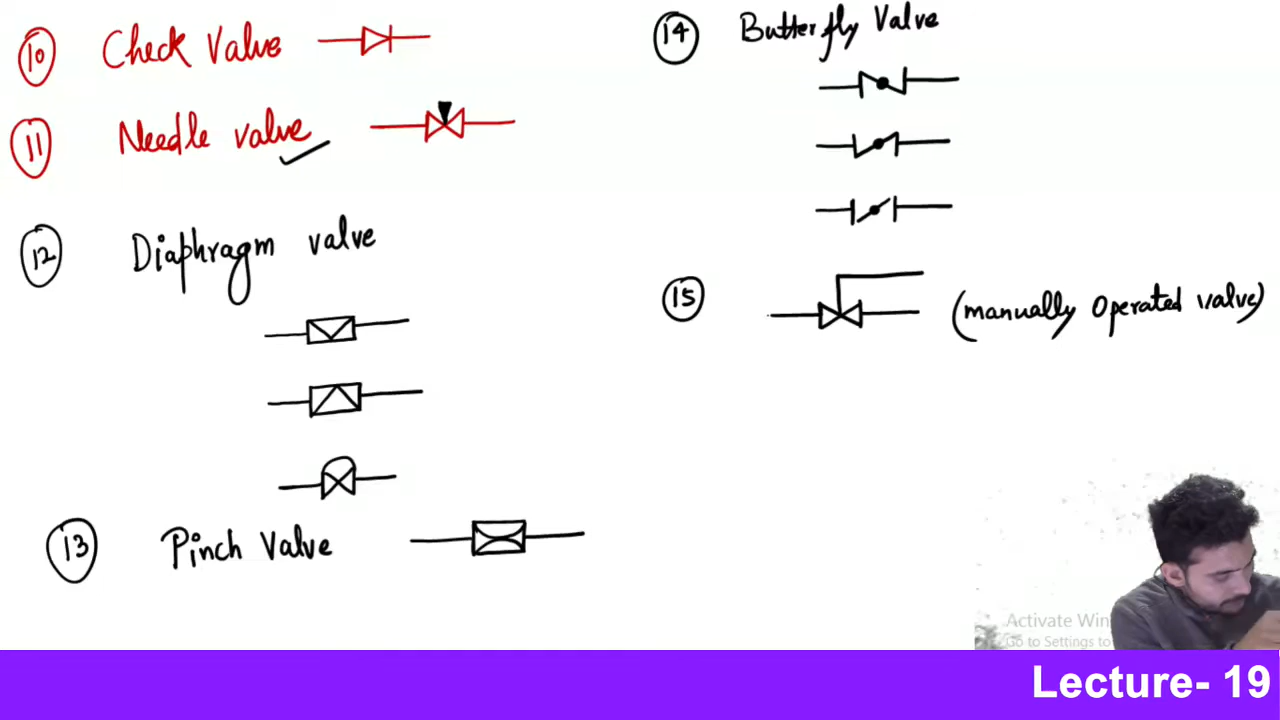 10 Check Valve
11 Needle valve
12 Diaphragm valve
13 Pinch Valve
14 Butterfly Valve
15 (manually operated valve)
Activate Win
Go to Settings to
Lecture- 19